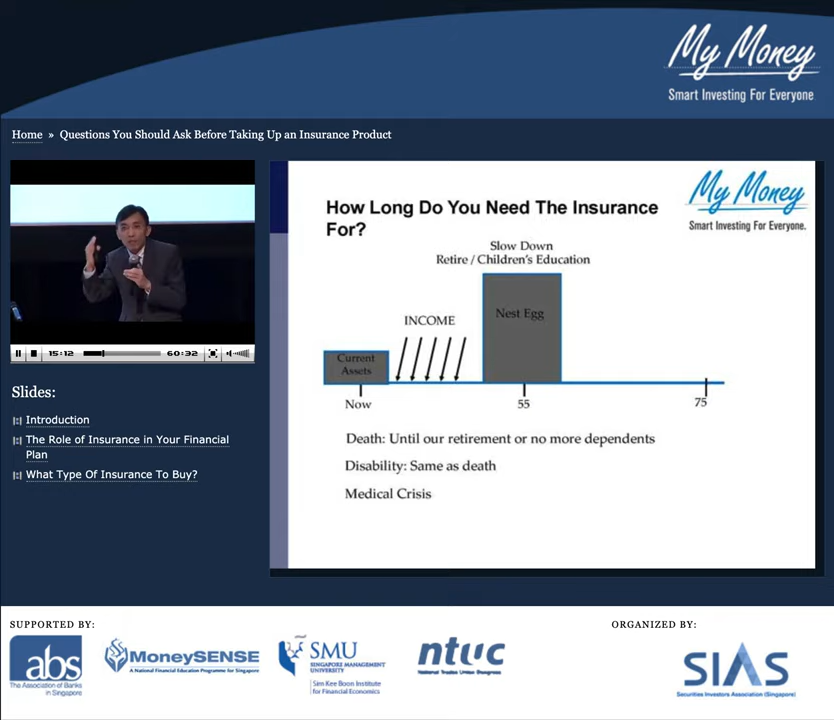 My Money
Smart Investing For Everyone
Home » Questions You Should Ask Before Taking Up an Insurance Product
15:12 60:32
Slides:
Introduction
The Role of Insurance in Your Financial
Plan
What Type Of Insurance To Buy?
How Long Do You Need The Insurance
For?
My Money
Smart Investing For Everyone.
Slow Down
Retire / Children's Education
INCOME
Nest Egg
Current
Assets
Now
55
75
Death: Until our retirement or no more dependents
Disability: Same as death
Medical Crisis
SUPPORTED BY:
ORGANIZED BY:
abs
The Association of Banks
in Singapore
MoneySENSE
A National Financial Education Programme for Singapore
SMU
SINGAPORE MANAGEMENT
UNIVERSITY
Sim Kee Boon Institute
for Financial Economics
ntuc
National Trades Union Congress
SIAS
Securities Investors Association (Singapore)